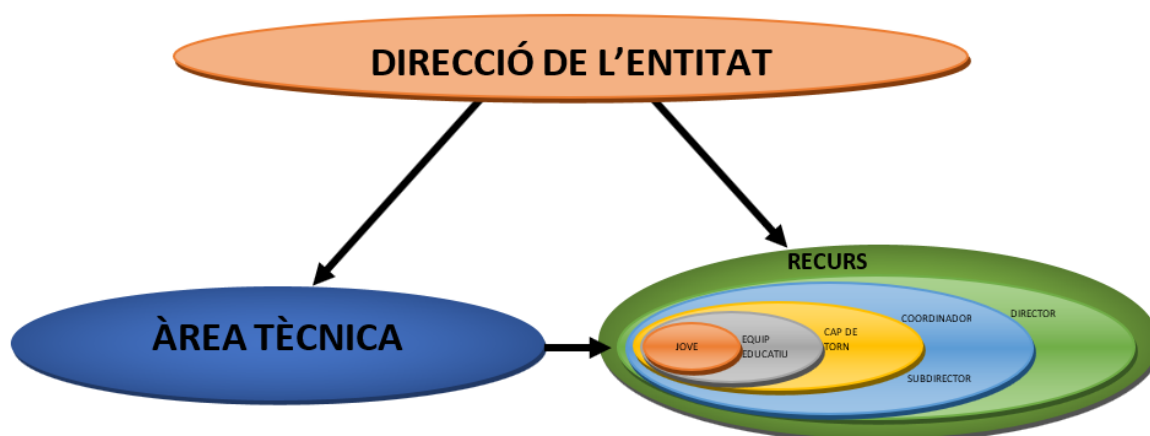 DIRECCIÓ DE L'ENTITAT
RECURS
ÀREA TÈCNICA
COORDINADOR
DIRECTOR
JOVE
EQUIP
EDUCATIU
CAP DE
TORN
SUBDIRECTOR